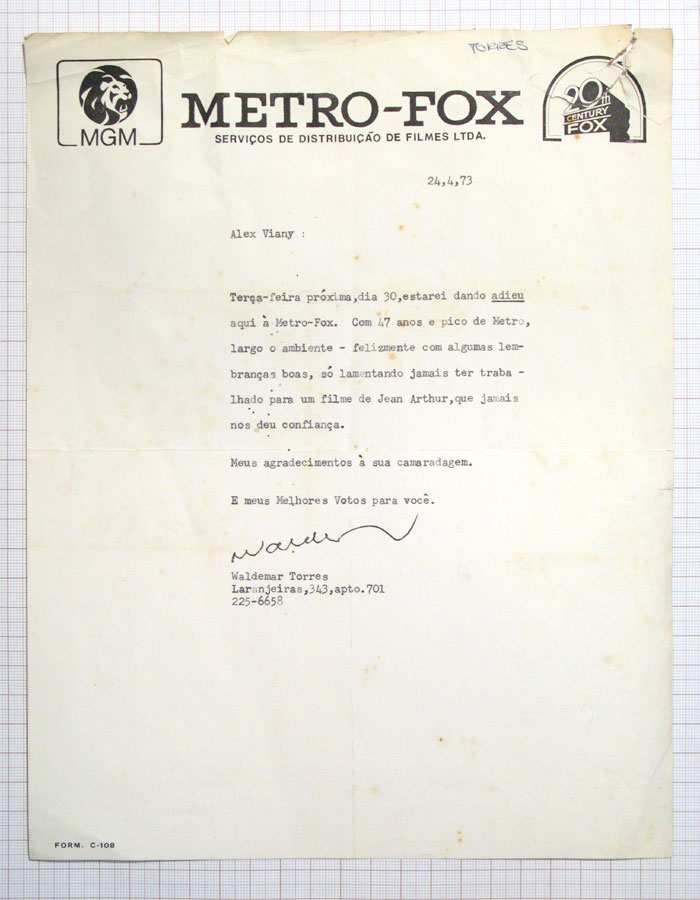 TORRES
MGM
METRO-FOX
SERVIÇOS DE DISTRIBUIÇÃO DE FILMES LTDA.
20th
CENTURY
FOX
24,4,73
Alex Viany :
Terça-feira próxima,dia 30,estarei dando adieu
aqui à Metro-Fox. Com 47 anos e pico de Metro,
largo o ambiente - felizmente com algumas lem-
branças boas, só lamentando jamais ter traba -
lhado para um filme de Jean Arthur,que jamais
nos deu confiança.
Meus agradecimentos à sua camaradagem.
E meus Melhores Votos para você.
Waldemar Torres
Laranjeiras,343,apto.701
225-6658
FORM. C-108